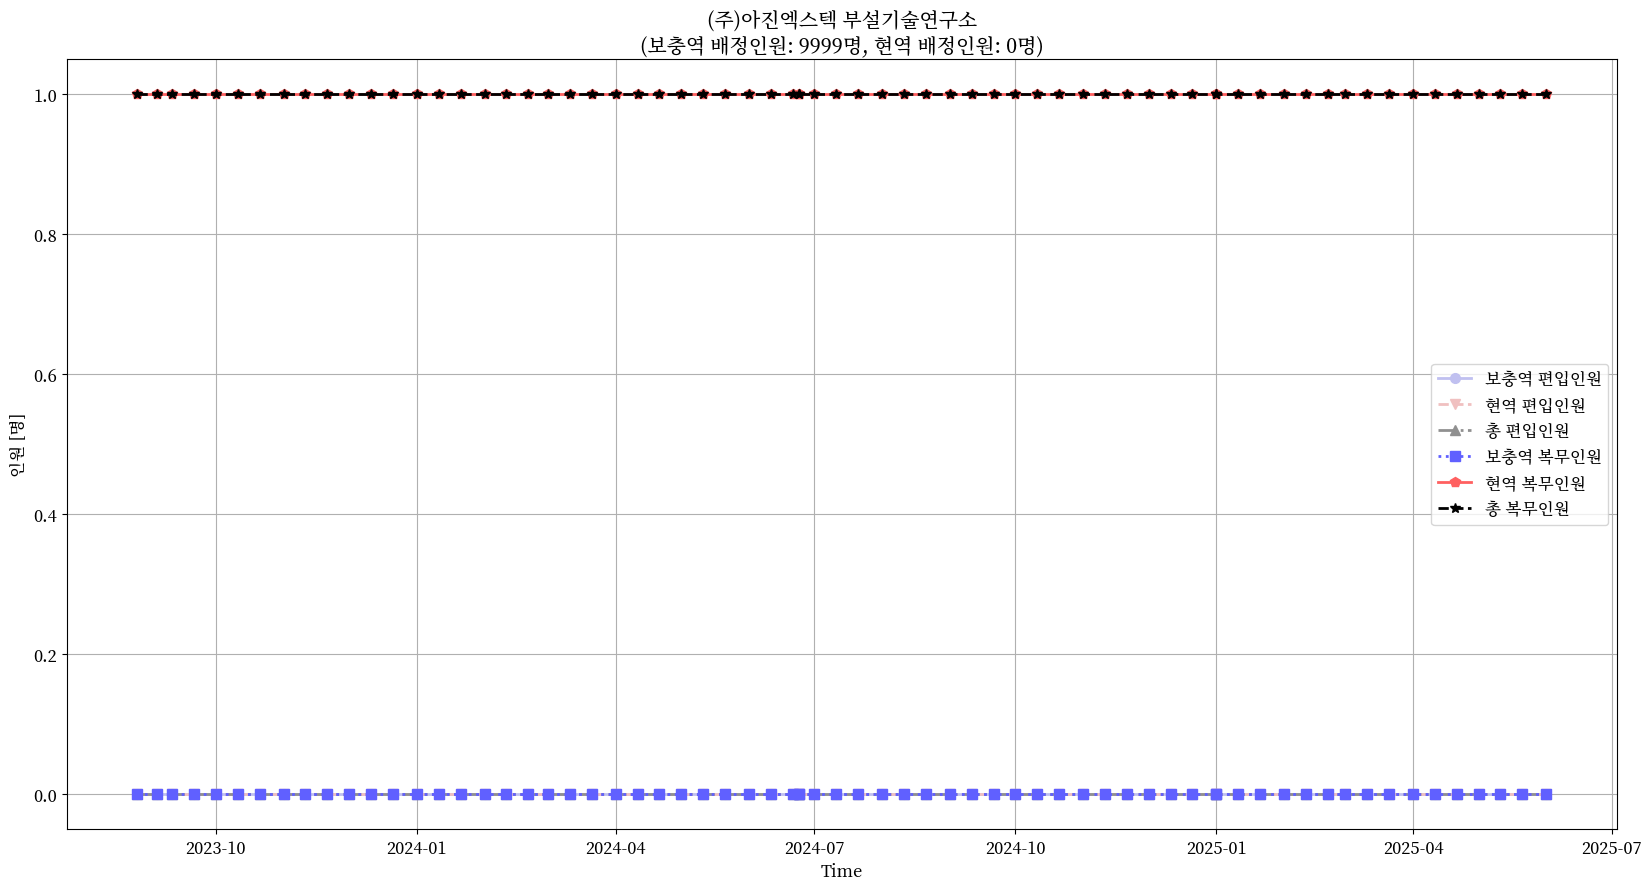 (주)아진엑스텍 부설기술연구소
(보충역 배정인원: 9999명, 현역 배정인원: 0명)
1.0
0.8
0.6
0.4
0.2
0.0
인원 [명]
보충역 편입인원
현역 편입인원
총 편입인원
보충역 복무인원
현역 복무인원
총 복무인원
2023-10
2024-01
2024-04
2024-07
2024-10
2025-01
2025-04
2025-07
Time